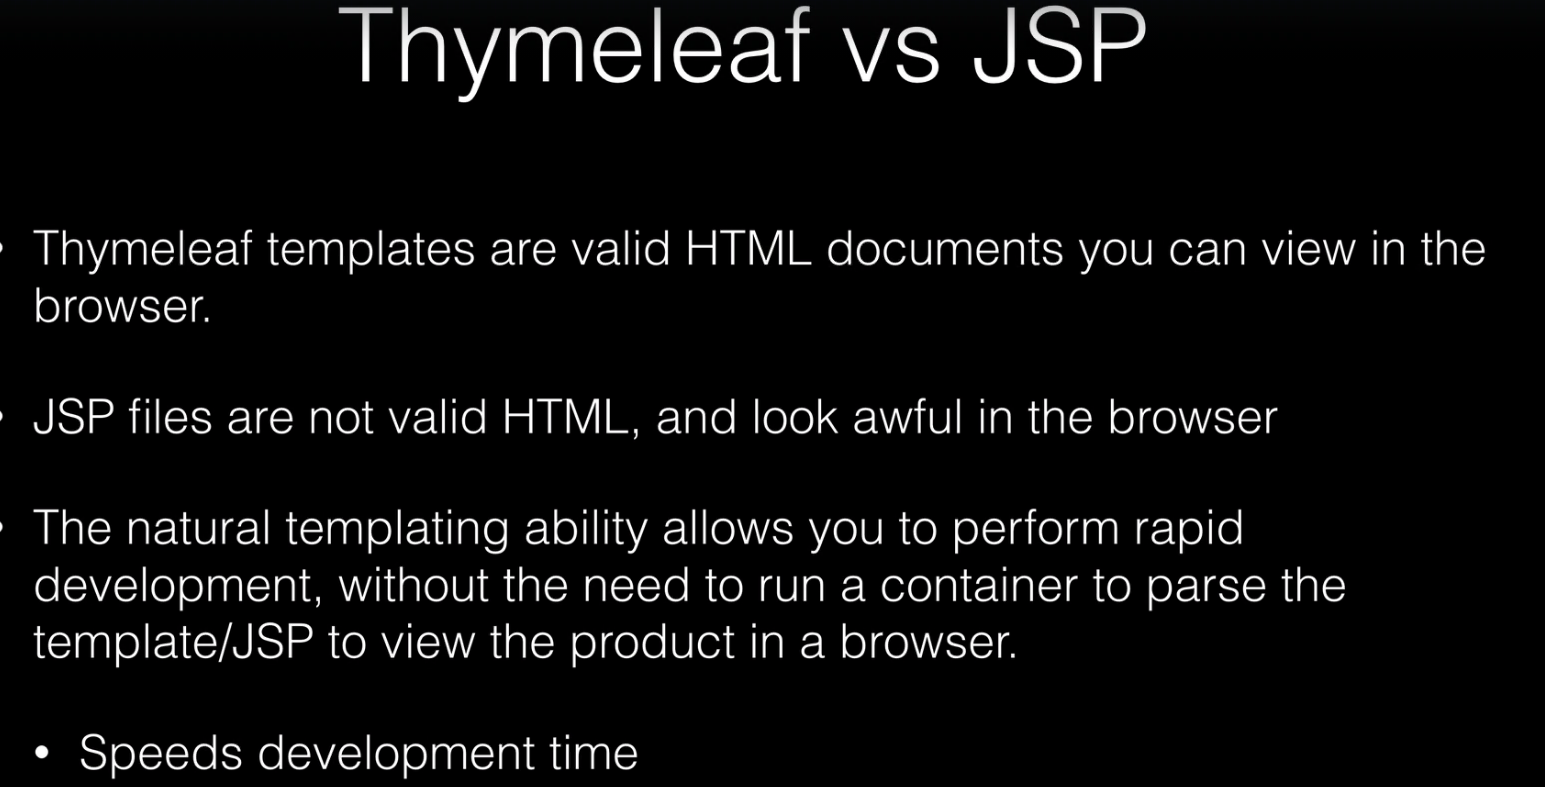 Thymeleaf vs JSP
• Thymeleaf templates are valid HTML documents you can view in the
browser.
• JSP files are not valid HTML, and look awful in the browser
• The natural templating ability allows you to perform rapid
development, without the need to run a container to parse the
template/JSP to view the product in a browser.
• Speeds development time